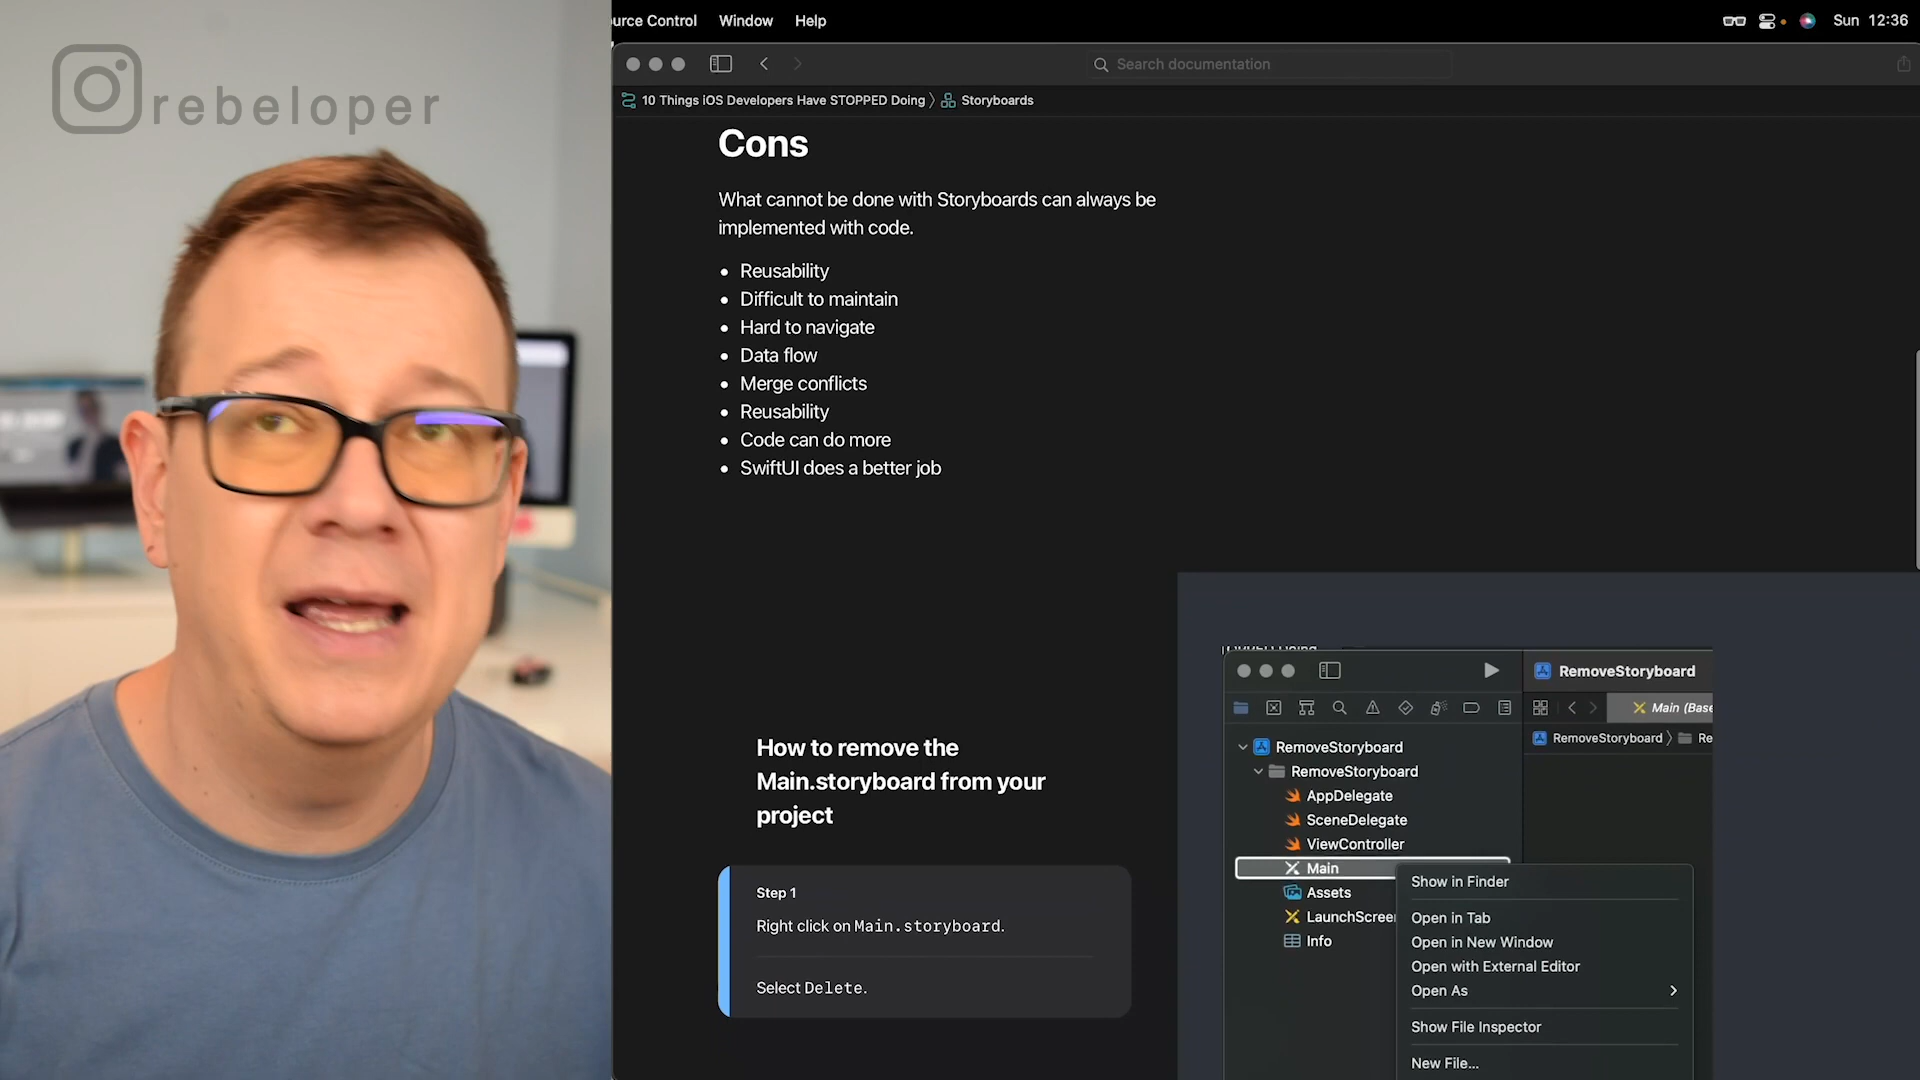 rebeloper
urce Control Window Help
Sun 12:36
Search documentation
10 Things iOS Developers Have STOPPED Doing Storyboards
Cons
What cannot be done with Storyboards can always be
implemented with code.
• Reusability
• Difficult to maintain
• Hard to navigate
• Data flow
• Merge conflicts
• Reusability
• Code can do more
• SwiftUI does a better job
How to remove the
Main.storyboard from your
project
Step 1
Right click on Main.storyboard.
Select Delete.
RemoveStoryboard
Main (Base
RemoveStoryboard Re
RemoveStoryboard
RemoveStoryboard
AppDelegate
SceneDelegate
ViewController
Main
Assets
LaunchScreen
Info
Show in Finder
Open in Tab
Open in New Window
Open with External Editor
Open As
Show File Inspector
New File...